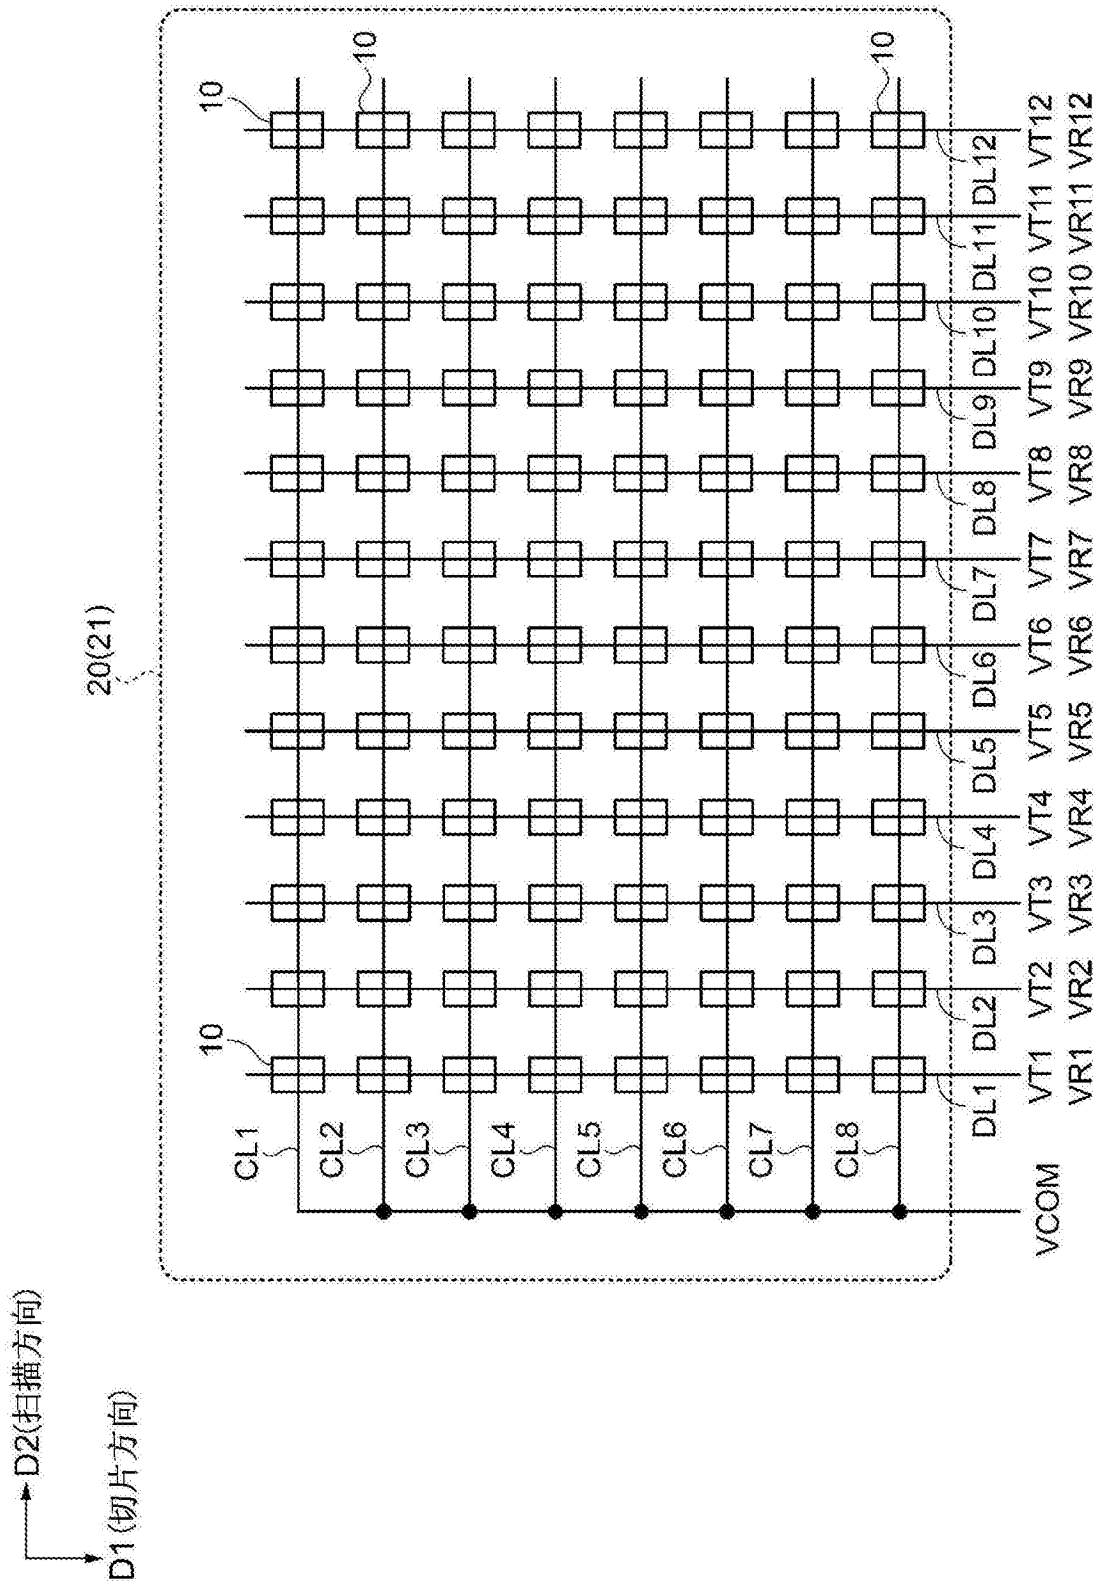 D2(扫描方向)
D1(切片方向)
20(21)
10
10
10
10
CL1
CL2
CL3
CL4
CL5
CL6
CL7
CL8
DL1
DL2
DL3
DL4
DL5
DL6
DL7
DL8
DL9
DL10
DL11
DL12
VCOM
VT1 VT2 VT3 VT4 VT5 VT6 VT7 VT8 VT9 VT10 VT11 VT12
VR1 VR2 VR3 VR4 VR5 VR6 VR7 VR8 VR9 VR10 VR11 VR12